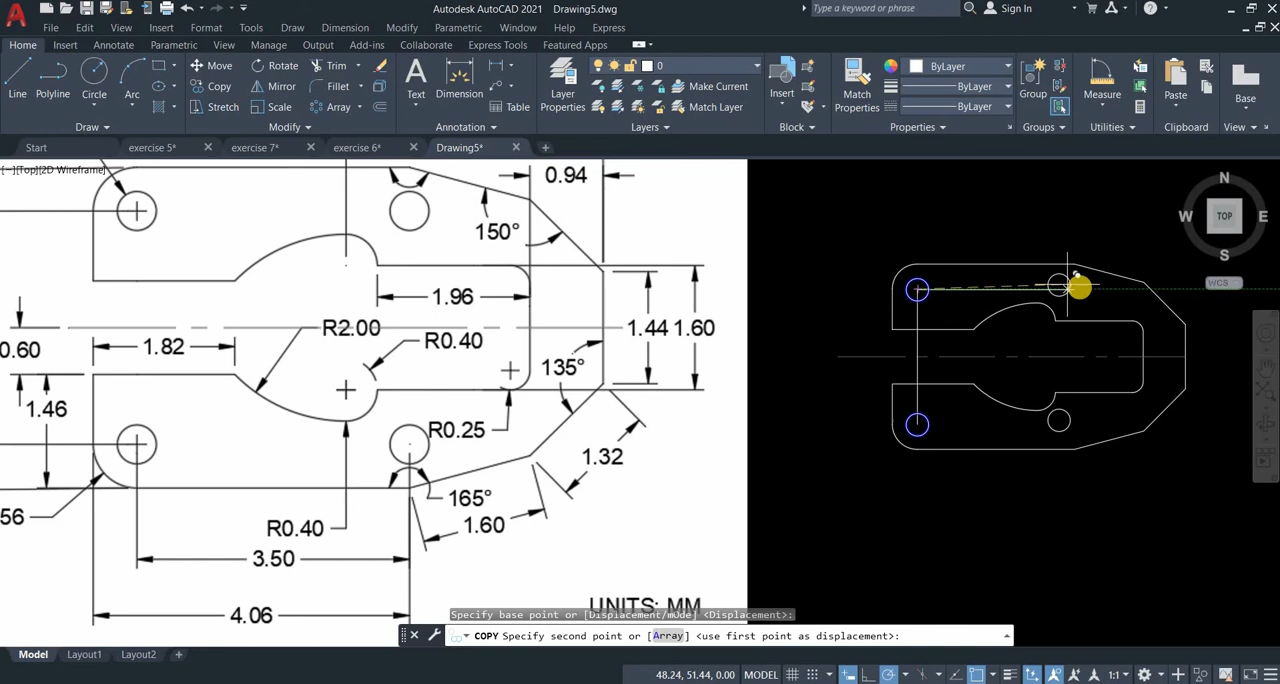 Autodesk AutoCAD 2021 Drawing5.dwg
Type a keyword or phrase
Sign In
File Edit View Insert Format Tools Draw Dimension Modify Parametric Window Help Express
Home Insert Annotate Parametric View Manage Output Add-ins Collaborate Express Tools Featured Apps
Line Polyline Circle Arc
Move Rotate Trim
Copy Mirror Fillet
Stretch Scale Array
Text Dimension Table
Layer Properties
0
Make Current
Match Layer
Insert
Match Properties
ByLayer
ByLayer
ByLayer
Group
Measure
Paste
Base
Draw Modify Annotation Layers Block Properties Groups Utilities Clipboard View
Start exercise 5* exercise 7* exercise 6* Drawing5*
[−][Top][2D Wireframe]
0.94
150°
1.96
R2.00
R0.40
1.44
1.60
0.60
1.82
135°
1.46
R0.25
1.32
56
165°
1.60
R0.40
3.50
4.06
UNITS: MM
N
W TOP E
S
WCS
Specify base point or [Displacement/mOde] <Displacement>:
COPY Specify second point or [Array] <use first point as displacement>:
Model Layout1 Layout2 +
48.24, 51.44, 0.00 MODEL 1:1